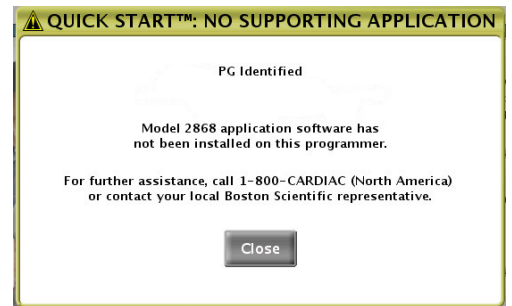 QUICK START™: NO SUPPORTING APPLICATION
PG Identified
Model 2868 application software has
not been installed on this programmer.
For further assistance, call 1-800-CARDIAC (North America)
or contact your local Boston Scientific representative.
Close